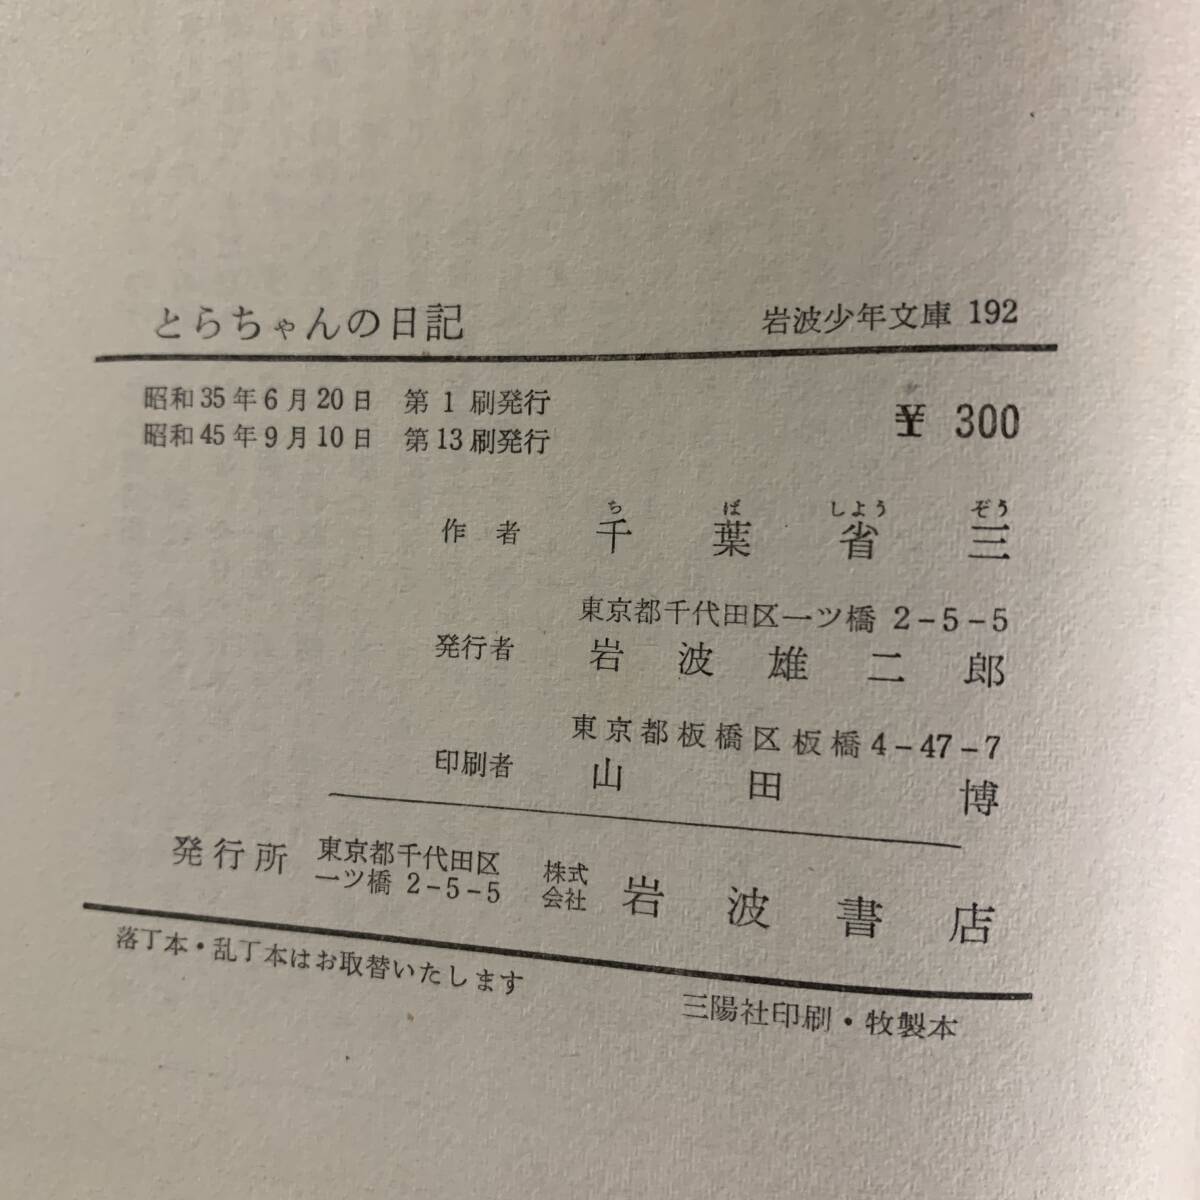 とらちゃんの日記 岩波少年文庫 192
昭和35年6月20日 第1刷発行
昭和45年9月10日 第13刷発行
¥ 300
ち ば しよう ぞう
作者 千葉省三
東京都千代田区一ツ橋 2-5-5
発行者 岩波雄二郎
東京都板橋区板橋4-47-7
印刷者 山田博
発行所 東京都千代田区 一ツ橋 2-5-5 株式会社 岩波書店
落丁本・乱丁本はお取替いたします
三陽社印刷・牧製本